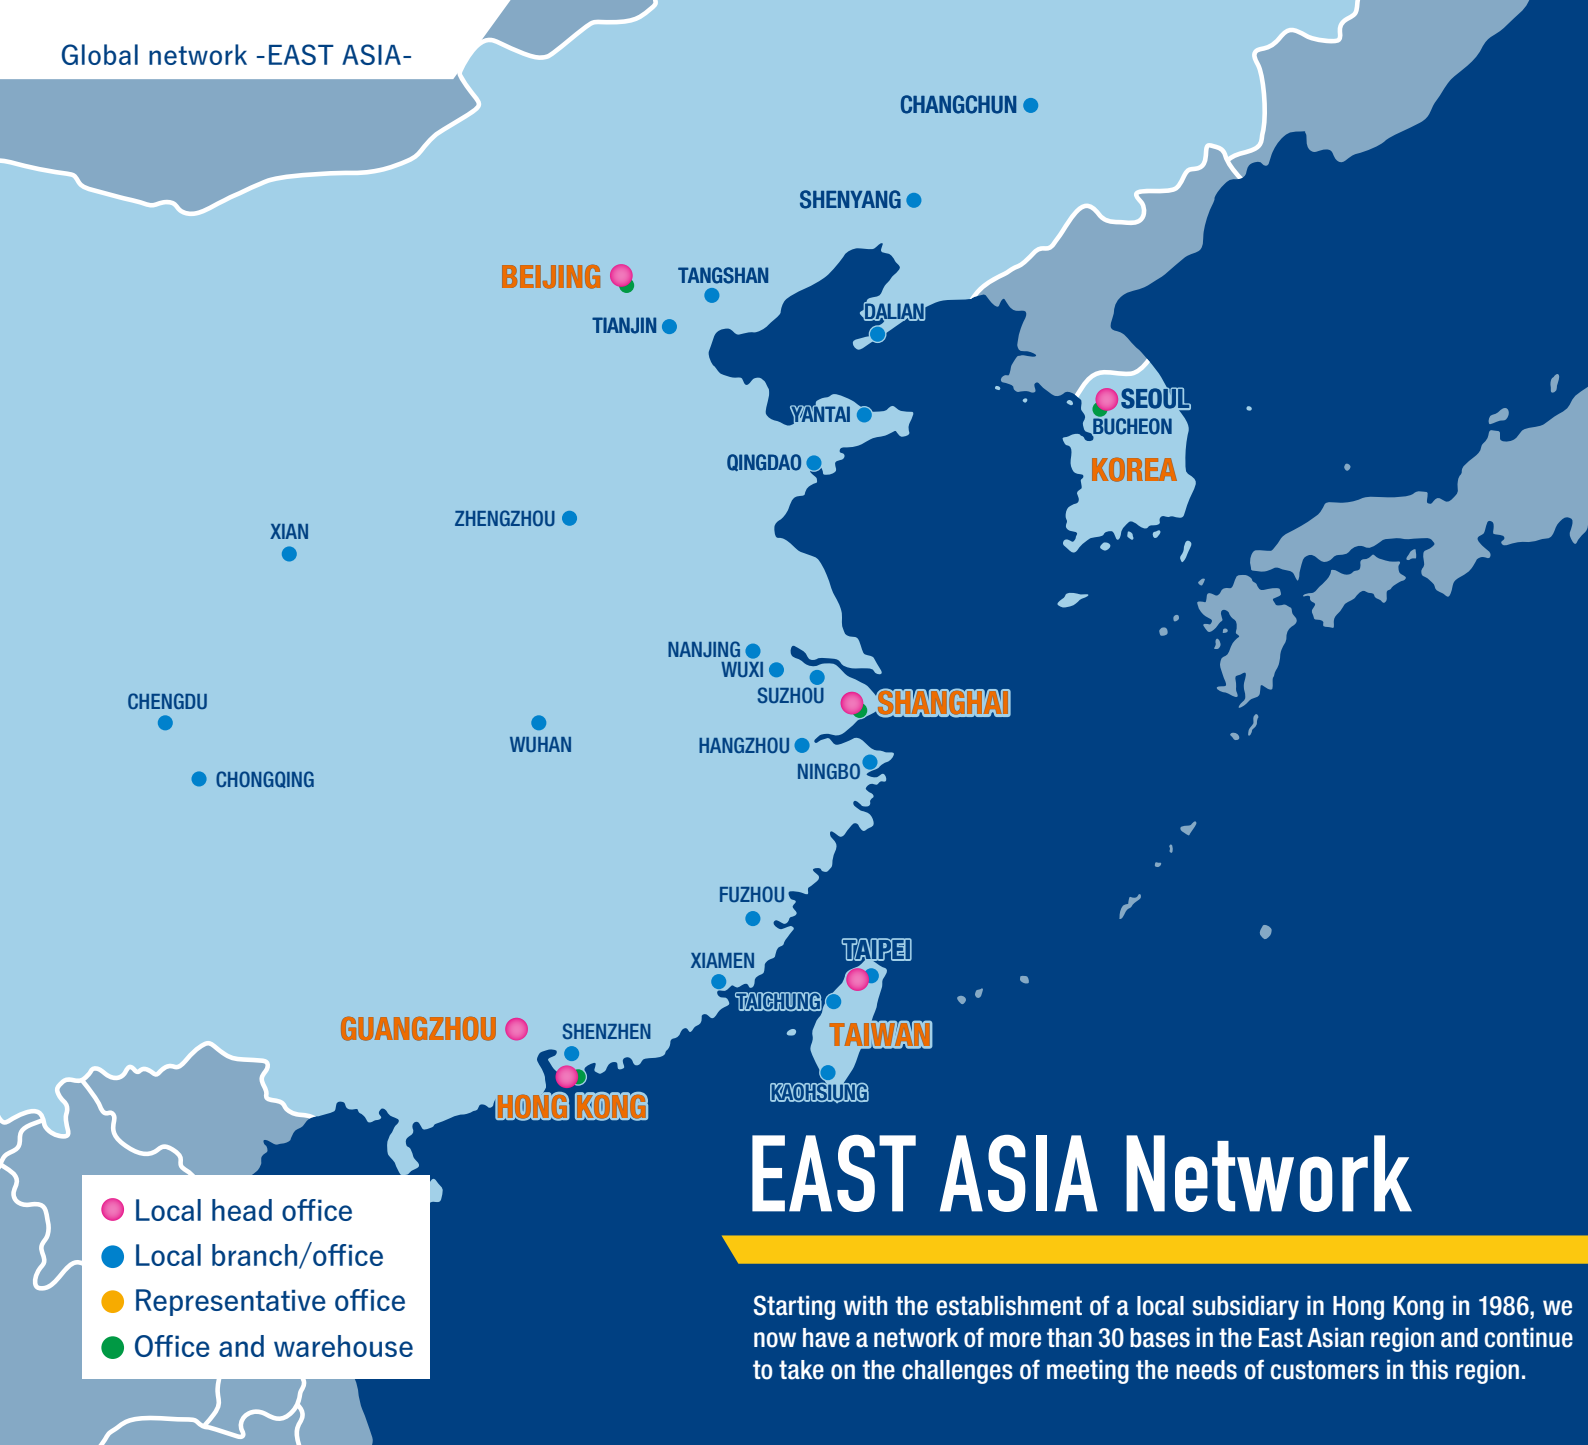 Global network -EAST ASIA-
CHANGCHUN
SHENYANG
BEIJING
TANGSHAN
TIANJIN
DALIAN
YANTAI
SEOUL
BUCHEON
QINGDAO
KOREA
ZHENGZHOU
XIAN
NANJING
WUXI
SUZHOU
SHANGHAI
CHENGDU
WUHAN
HANGZHOU
NINGBO
CHONGQING
FUZHOU
TAIPEI
XIAMEN
TAICHUNG
GUANGZHOU
SHENZHEN
TAIWAN
KAOHSIUNG
HONG KONG
EAST ASIA Network
Local head office
Local branch/office
Representative office
Office and warehouse
Starting with the establishment of a local subsidiary in Hong Kong in 1986, we
now have a network of more than 30 bases in the East Asian region and continue
to take on the challenges of meeting the needs of customers in this region.